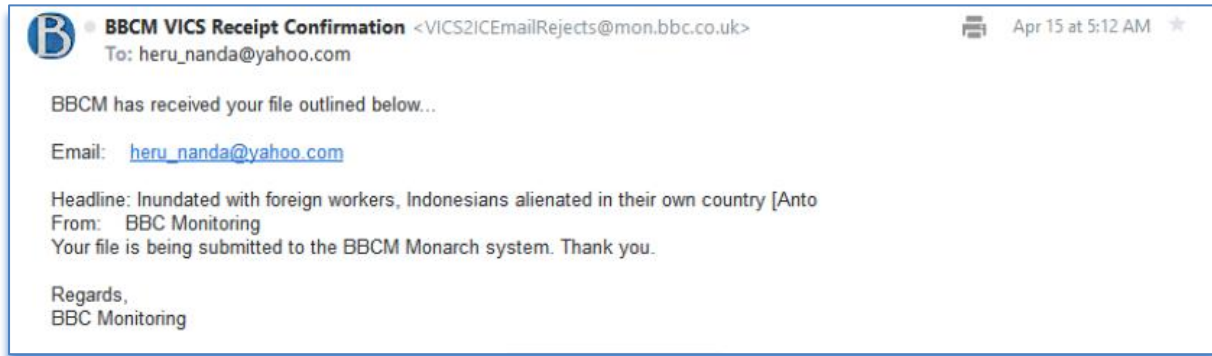 BBCM VICS Receipt Confirmation <VICS2ICEmailRejects@mon.bbc.co.uk> Apr 15 at 5:12 AM
B
To: heru_nanda@yahoo.com
BBCM has received your file outlined below...
Email: heru_nanda@yahoo.com
Headline: Inundated with foreign workers, Indonesians alienated in their own country [Anto
From: BBC Monitoring
Your file is being submitted to the BBCM Monarch system. Thank you.
Regards,
BBC Monitoring